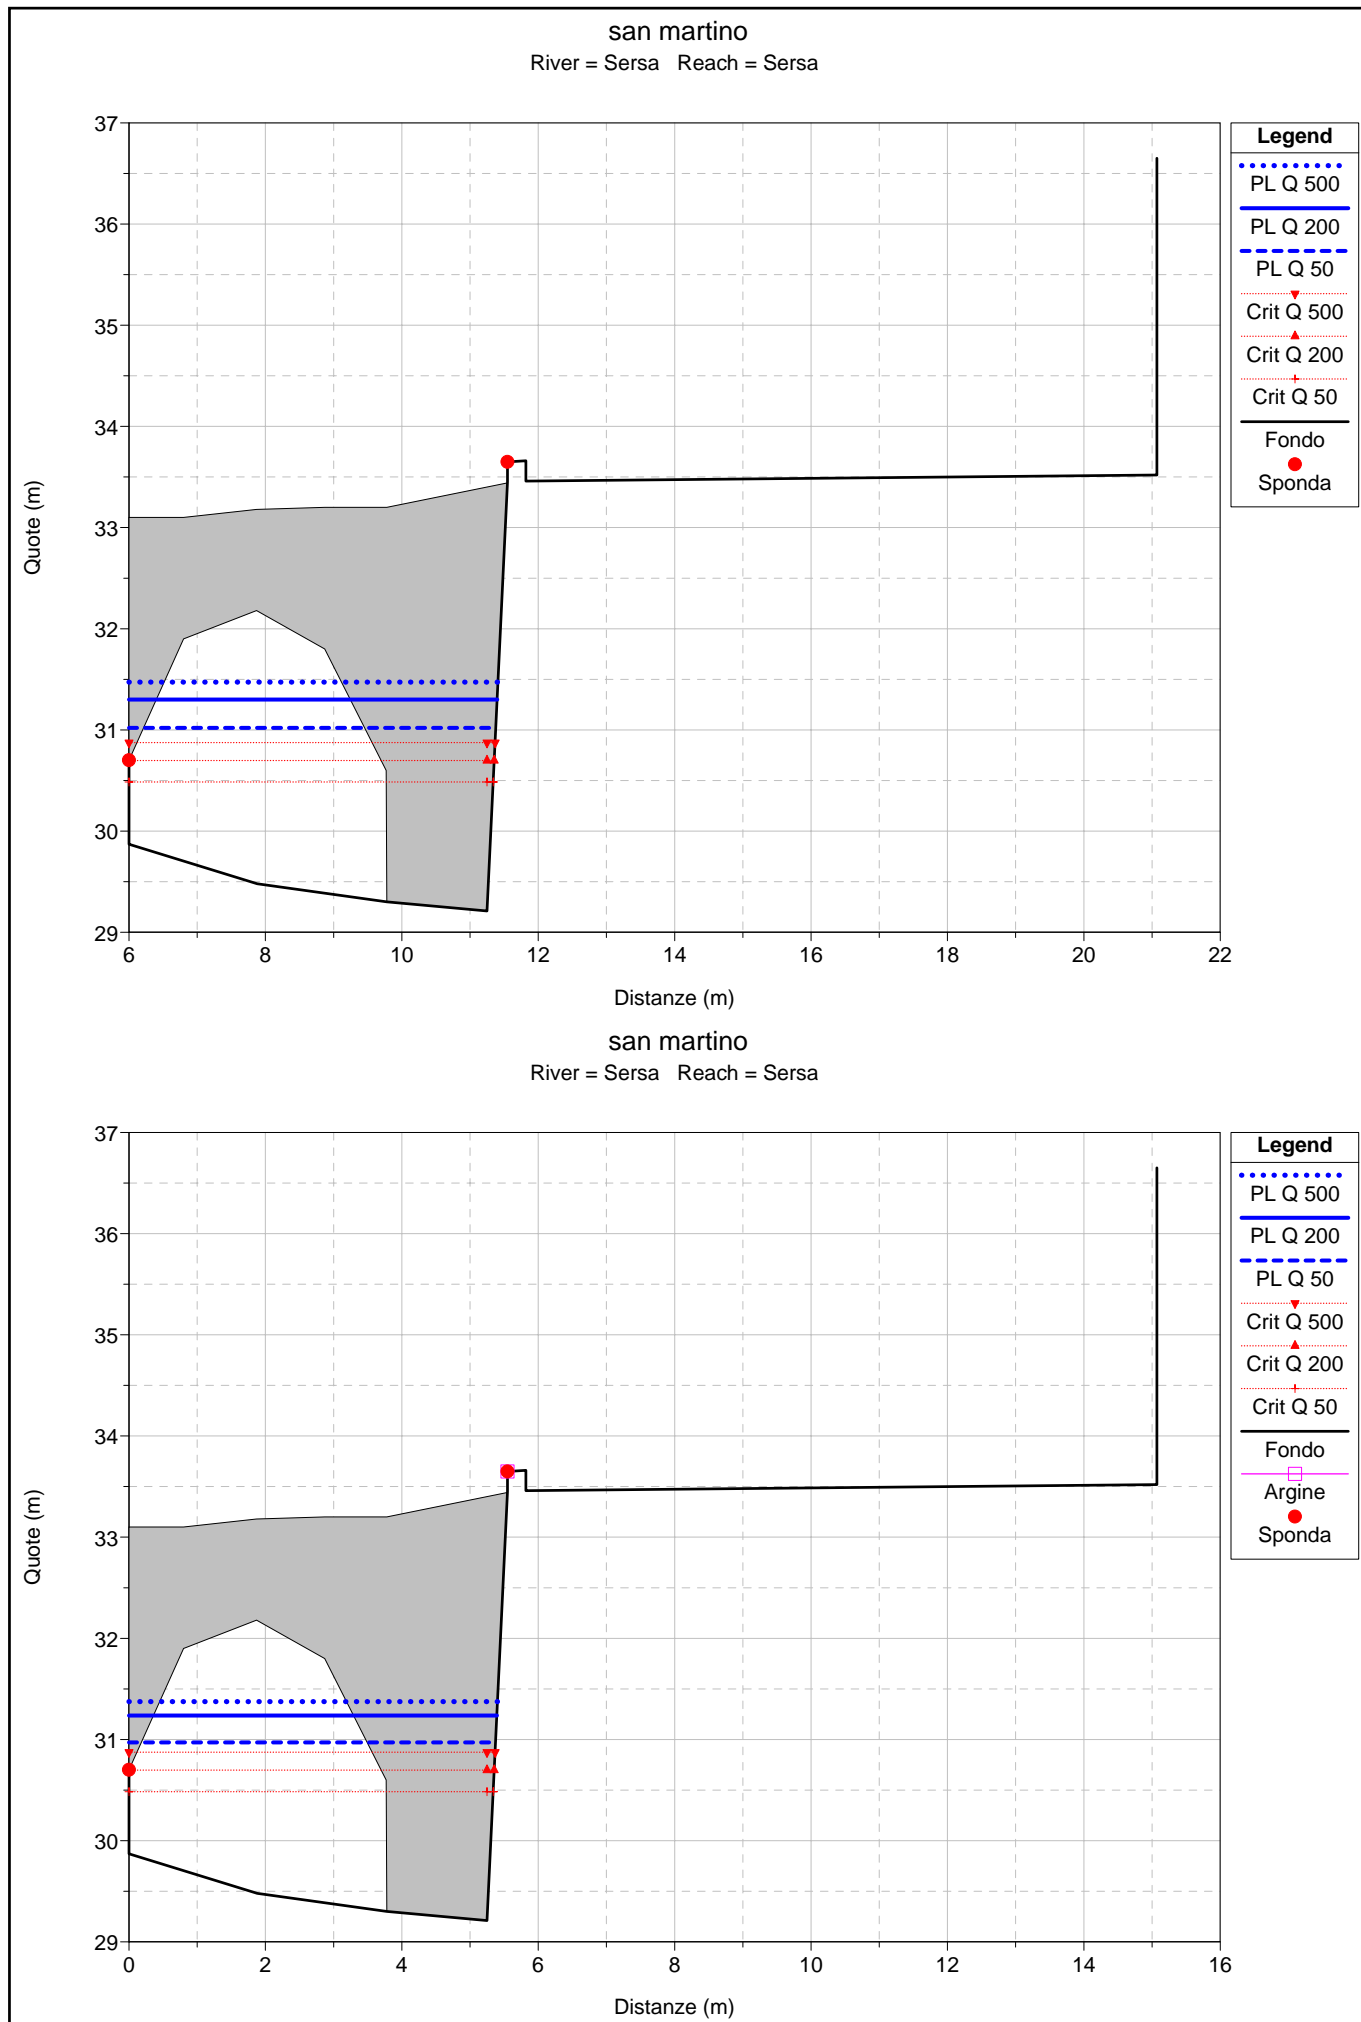 san martino
River = Sersa   Reach = Sersa
37
36
35
34
33
32
31
30
29
Quote (m)
6 8 10 12 14 16 18 20 22
Distanze (m)
Legend
PL Q 500
PL Q 200
PL Q 50
Crit Q 500
Crit Q 200
Crit Q 50
Fondo
Sponda
san martino
River = Sersa   Reach = Sersa
37
36
35
34
33
32
31
30
29
Quote (m)
0 2 4 6 8 10 12 14 16
Distanze (m)
Legend
PL Q 500
PL Q 200
PL Q 50
Crit Q 500
Crit Q 200
Crit Q 50
Fondo
Argine
Sponda